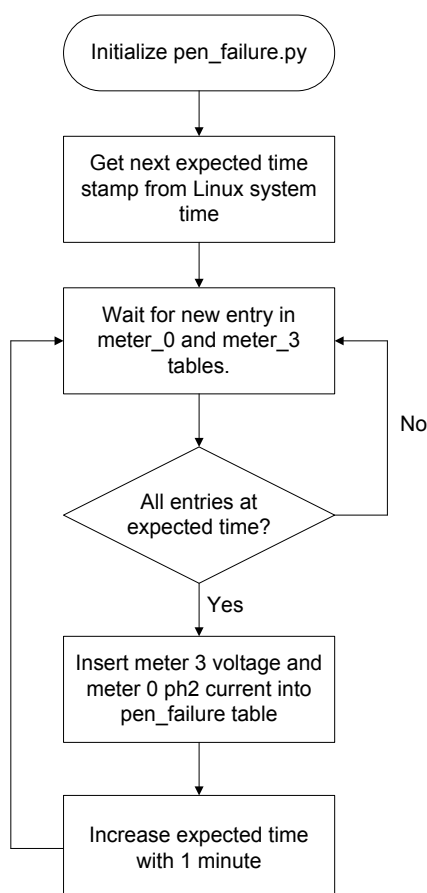 Initialize pen_failure.py
Get next expected time
stamp from Linux system
time
Wait for new entry in
meter_0 and meter_3
tables.
No
All entries at
expected time?
Yes
Insert meter 3 voltage and
meter 0 ph2 current into
pen_failure table
Increase expected time
with 1 minute